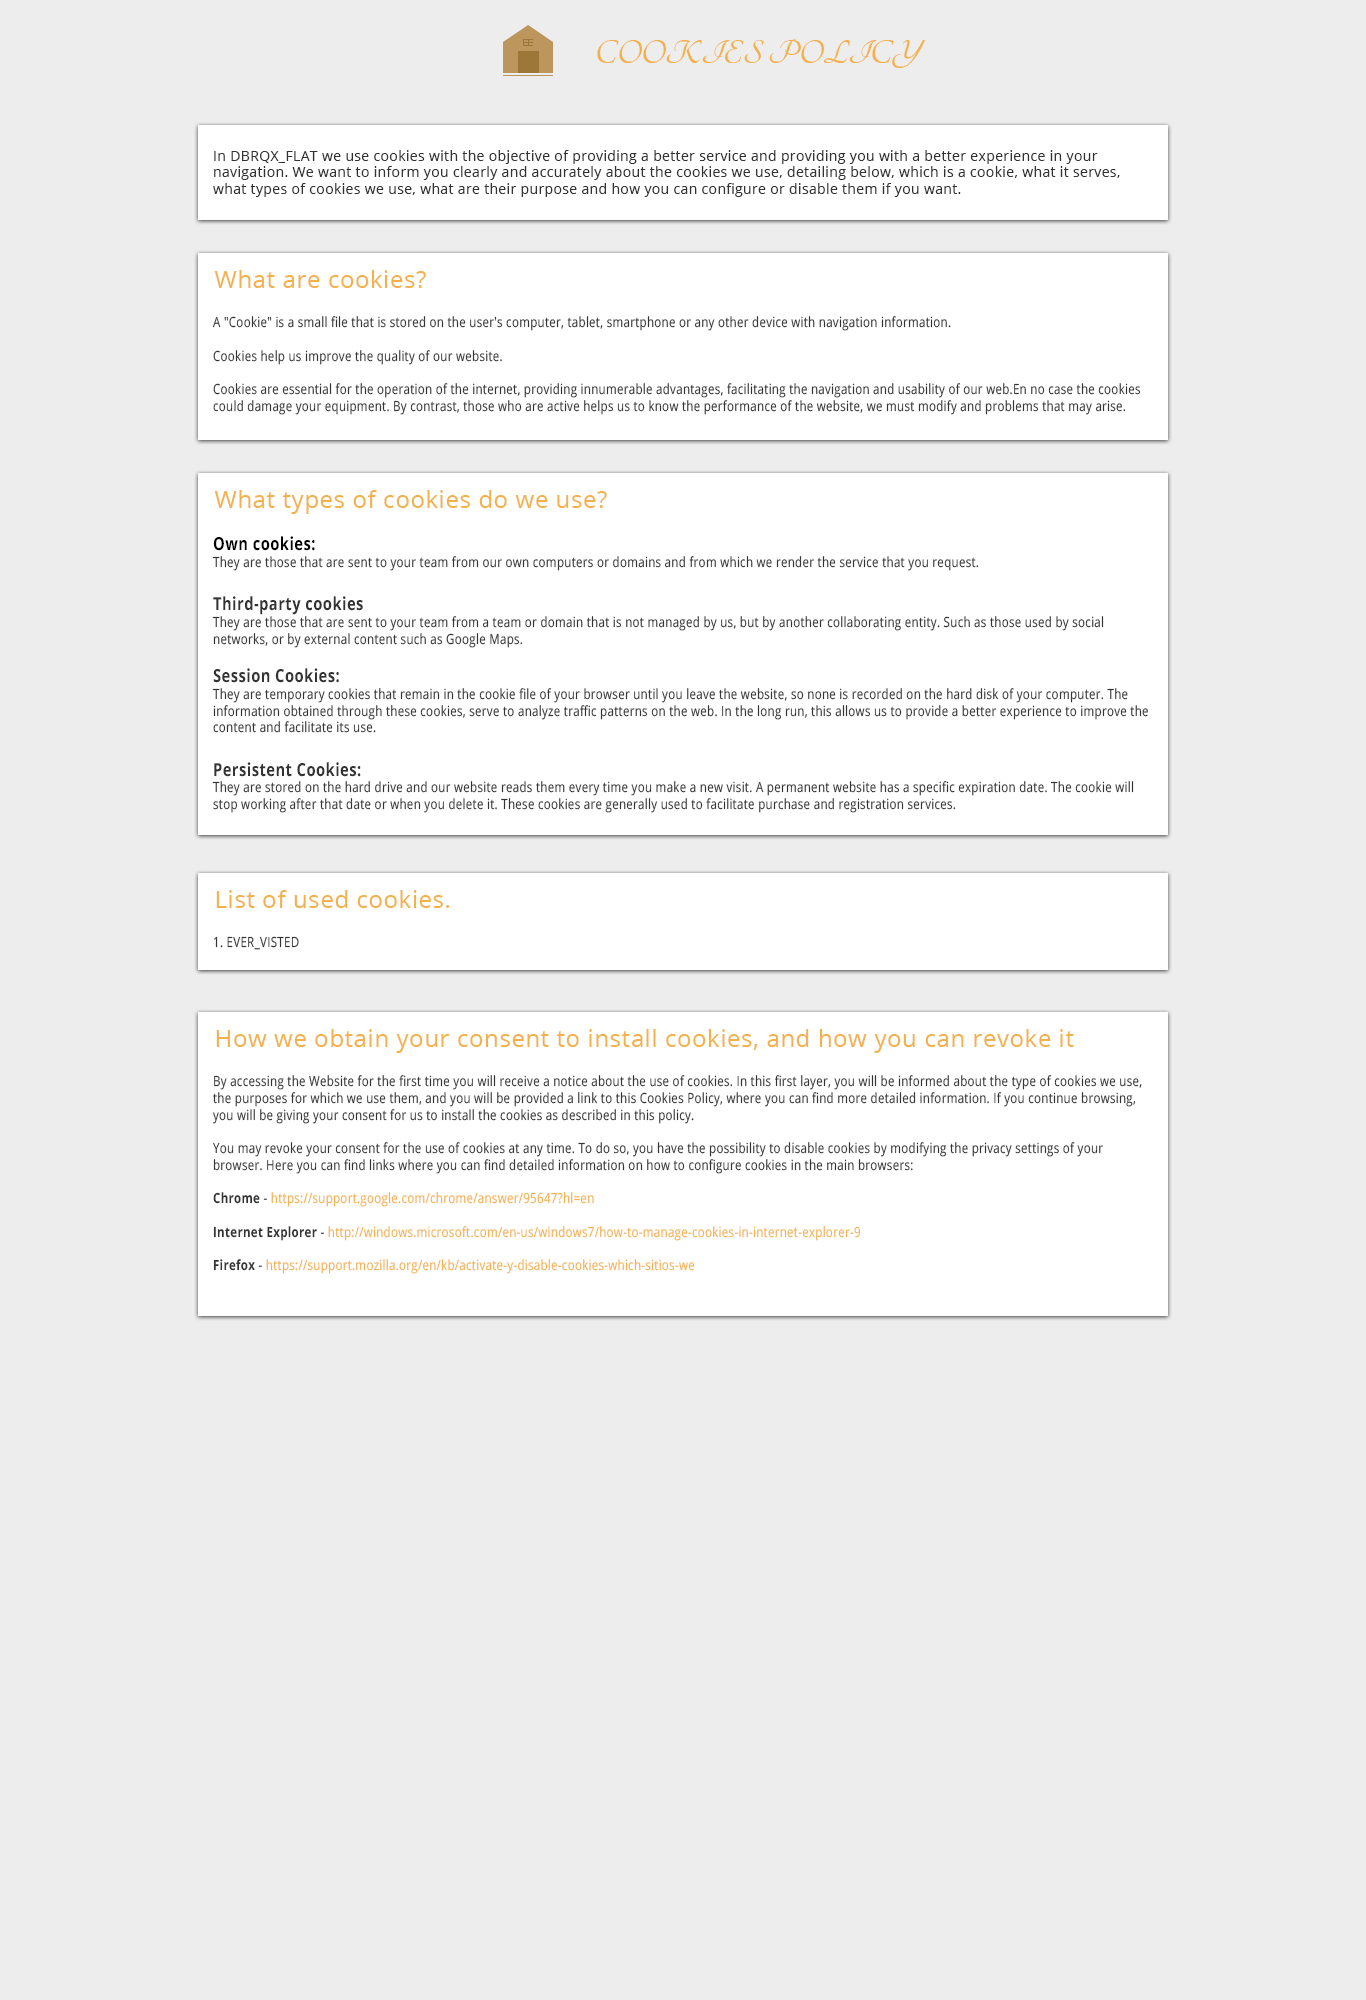 COOKIES POLICY
In DBRQX_FLAT we use cookies with the objective of providing a better service and providing you with a better experience in your
navigation. We want to inform you clearly and accurately about the cookies we use, detailing below, which is a cookie, what it serves,
what types of cookies we use, what are their purpose and how you can configure or disable them if you want.
What are cookies?
A "Cookie" is a small file that is stored on the user's computer, tablet, smartphone or any other device with navigation information.
Cookies help us improve the quality of our website.
Cookies are essential for the operation of the internet, providing innumerable advantages, facilitating the navigation and usability of our web.En no case the cookies
could damage your equipment. By contrast, those who are active helps us to know the performance of the website, we must modify and problems that may arise.
What types of cookies do we use?
Own cookies:
They are those that are sent to your team from our own computers or domains and from which we render the service that you request.
Third-party cookies
They are those that are sent to your team from a team or domain that is not managed by us, but by another collaborating entity. Such as those used by social
networks, or by external content such as Google Maps.
Session Cookies:
They are temporary cookies that remain in the cookie file of your browser until you leave the website, so none is recorded on the hard disk of your computer. The
information obtained through these cookies, serve to analyze traffic patterns on the web. In the long run, this allows us to provide a better experience to improve the
content and facilitate its use.
Persistent Cookies:
They are stored on the hard drive and our website reads them every time you make a new visit. A permanent website has a specific expiration date. The cookie will
stop working after that date or when you delete it. These cookies are generally used to facilitate purchase and registration services.
List of used cookies.
1. EVER_VISTED
How we obtain your consent to install cookies, and how you can revoke it
By accessing the Website for the first time you will receive a notice about the use of cookies. In this first layer, you will be informed about the type of cookies we use,
the purposes for which we use them, and you will be provided a link to this Cookies Policy, where you can find more detailed information. If you continue browsing,
you will be giving your consent for us to install the cookies as described in this policy.
You may revoke your consent for the use of cookies at any time. To do so, you have the possibility to disable cookies by modifying the privacy settings of your
browser. Here you can find links where you can find detailed information on how to configure cookies in the main browsers:
Chrome - https://support.google.com/chrome/answer/95647?hl=en
Internet Explorer - http://windows.microsoft.com/en-us/windows7/how-to-manage-cookies-in-internet-explorer-9
Firefox - https://support.mozilla.org/en/kb/activate-y-disable-cookies-which-sitios-we